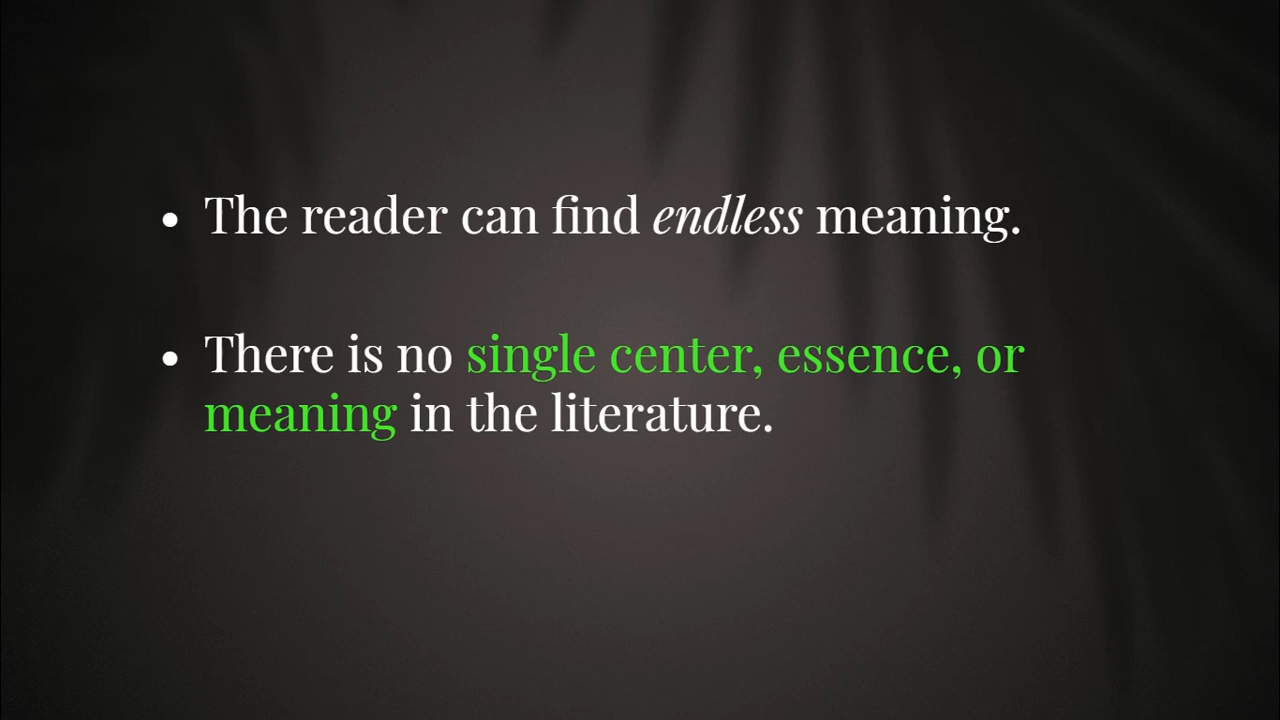 • The reader can find endless meaning.
• There is no single center, essence, or
meaning in the literature.